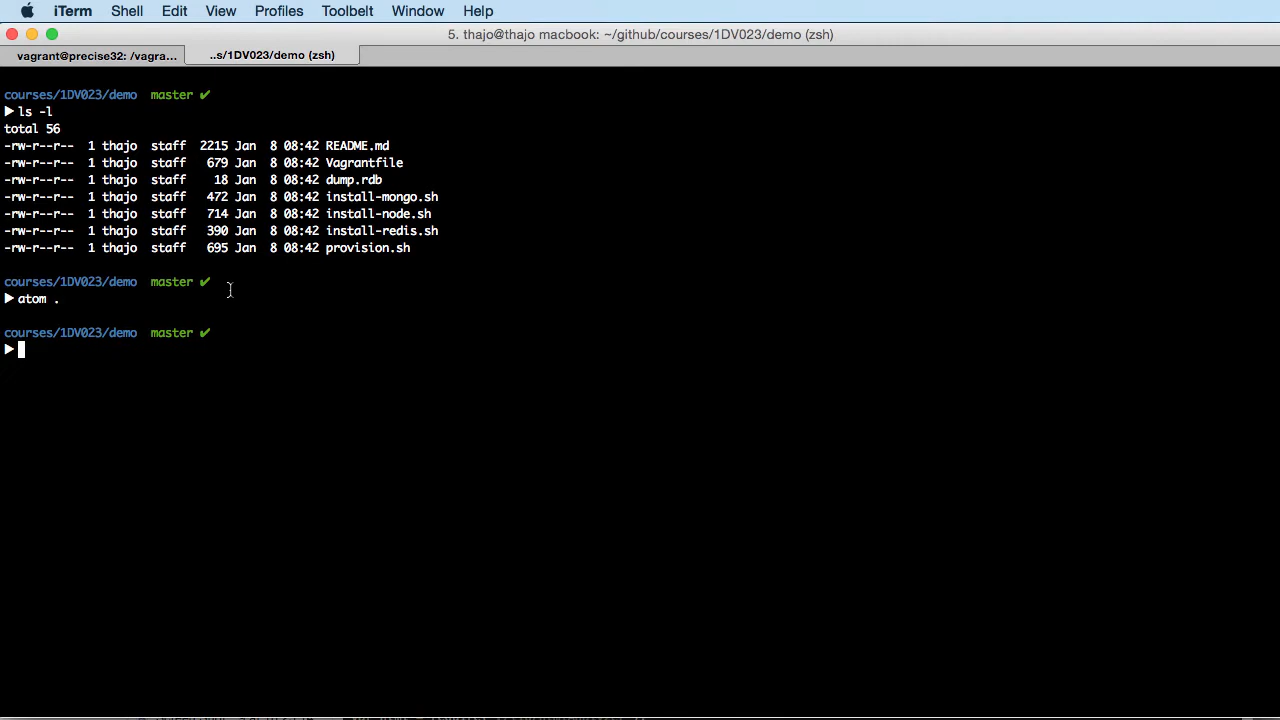 iTerm Shell Edit View Profiles Toolbelt Window Help
5. thajo@thajo macbook: ~/github/courses/1DV023/demo (zsh)
vagrant@precise32: /vagra... ..s/1DV023/demo (zsh)
courses/1DV023/demo master ✔
▶ ls -l
total 56
-rw-r--r-- 1 thajo staff 2215 Jan 8 08:42 README.md
-rw-r--r-- 1 thajo staff 679 Jan 8 08:42 Vagrantfile
-rw-r--r-- 1 thajo staff 18 Jan 8 08:42 dump.rdb
-rw-r--r-- 1 thajo staff 472 Jan 8 08:42 install-mongo.sh
-rw-r--r-- 1 thajo staff 714 Jan 8 08:42 install-node.sh
-rw-r--r-- 1 thajo staff 390 Jan 8 08:42 install-redis.sh
-rw-r--r-- 1 thajo staff 695 Jan 8 08:42 provision.sh
courses/1DV023/demo master ✔
▶ atom .
courses/1DV023/demo master ✔
▶